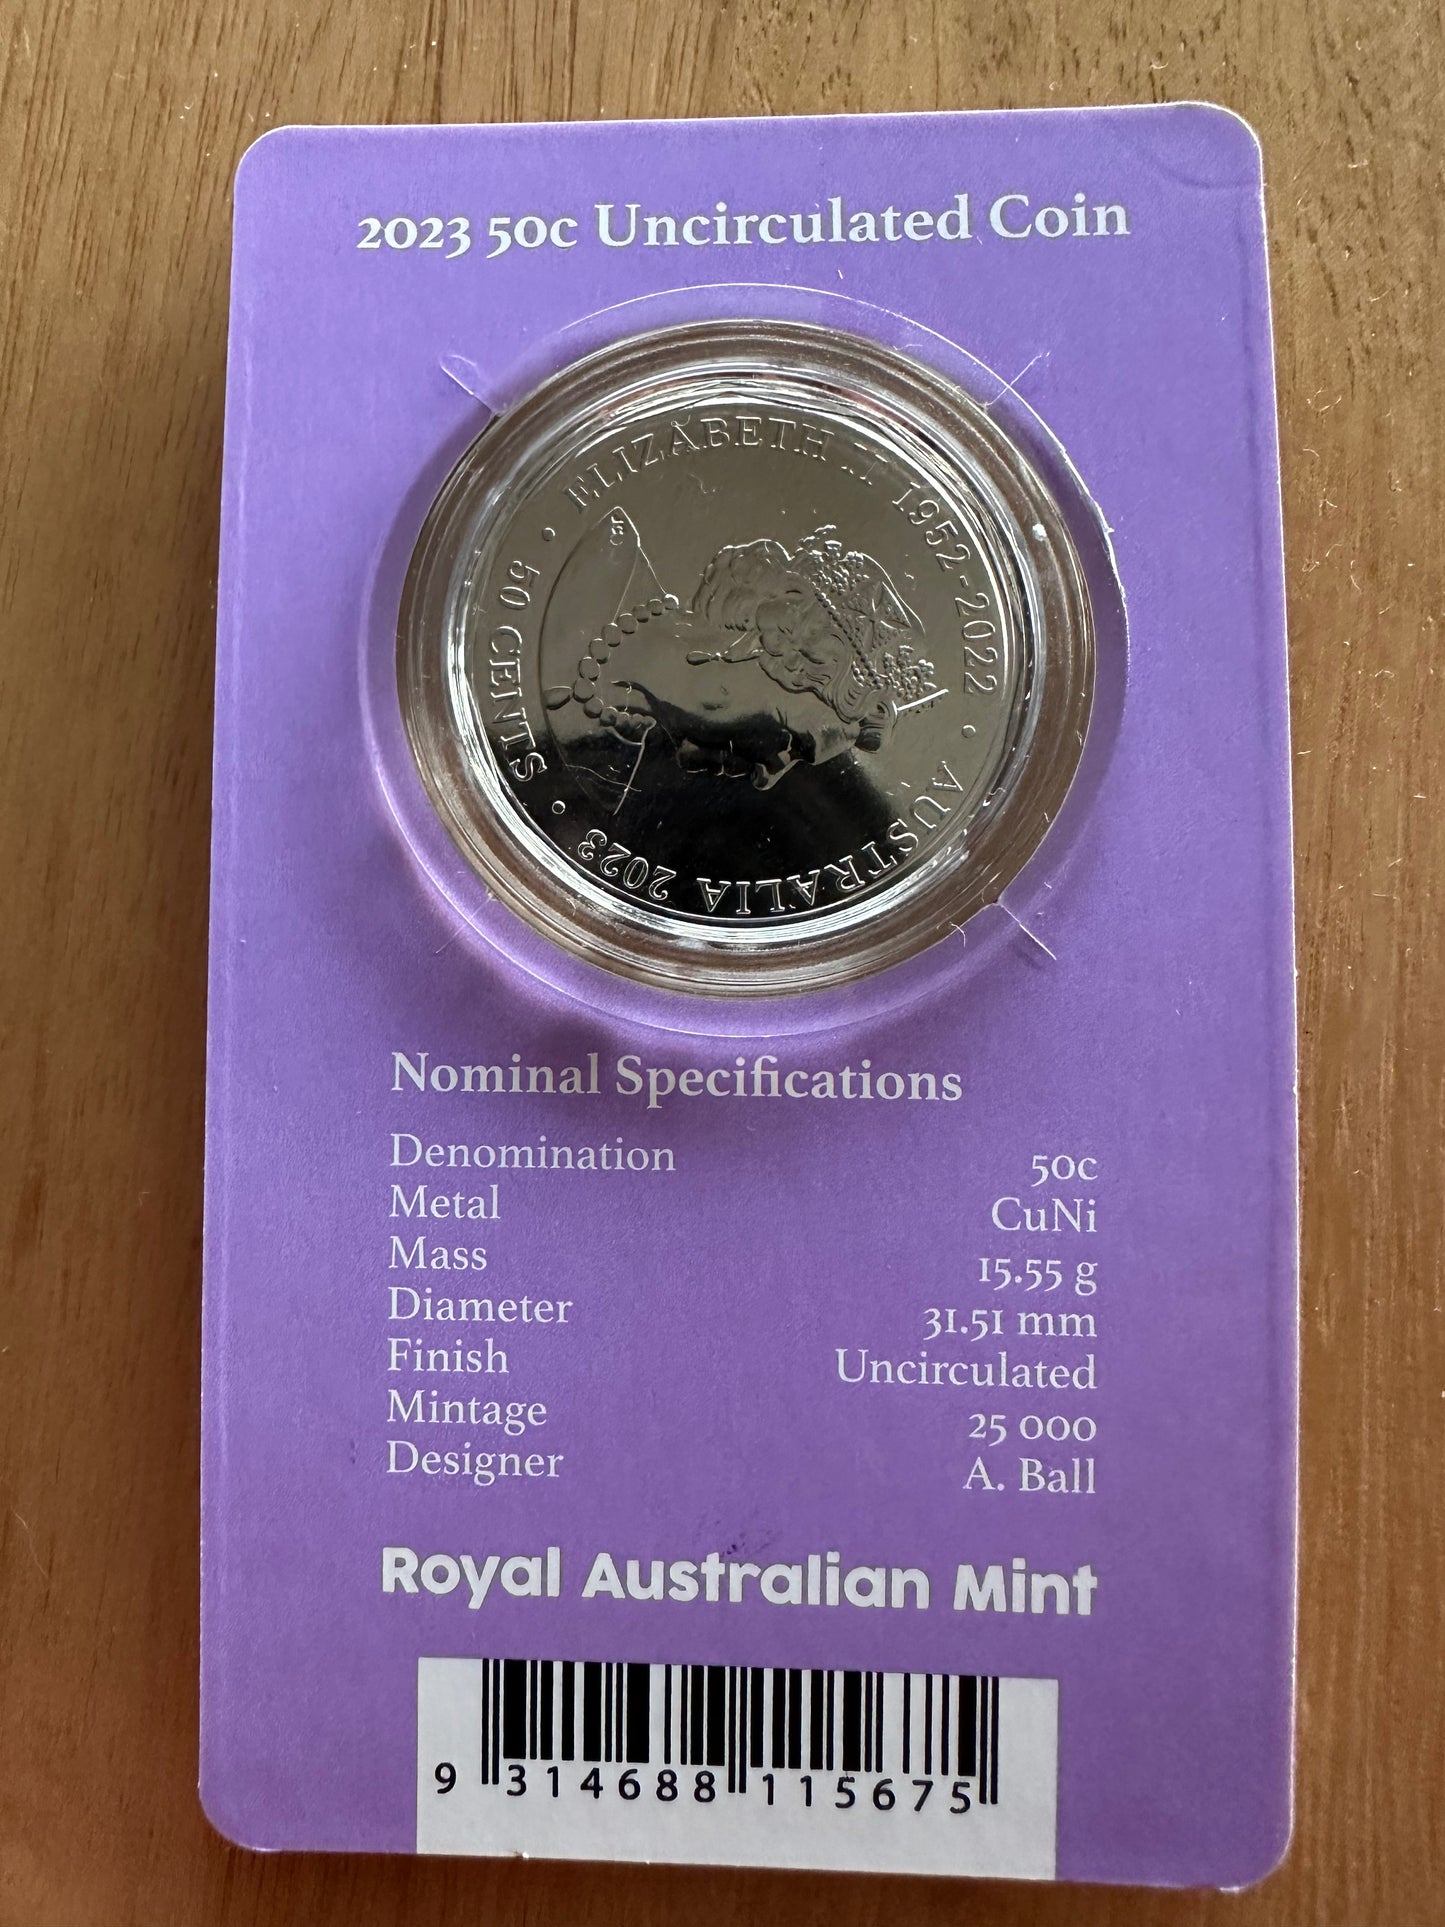 2023 50c Uncirculated Coin
ELIZABETH II 1952-2022 • AUSTRALIA 2023 • 50 CENTS •
Nominal Specifications
Denomination 50c
Metal CuNi
Mass 15.55 g
Diameter 31.51 mm
Finish Uncirculated
Mintage 25 000
Designer A. Ball
Royal Australian Mint
9 314688 115675